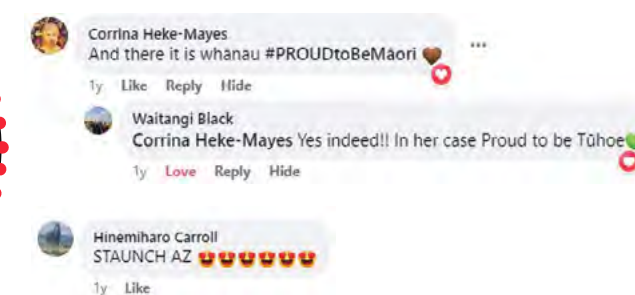 Corrina Heke-Mayes
And there it is whānau #PROUDtoBeMāori 🤎
1y Like Reply Hide
Waitangi Black
Corrina Heke-Mayes Yes indeed!! In her case Proud to be Tūhoe💚
1y Love Reply Hide
Hinemiharo Carroll
STAUNCH AZ 😍😍😍😍😍😍
1y Like